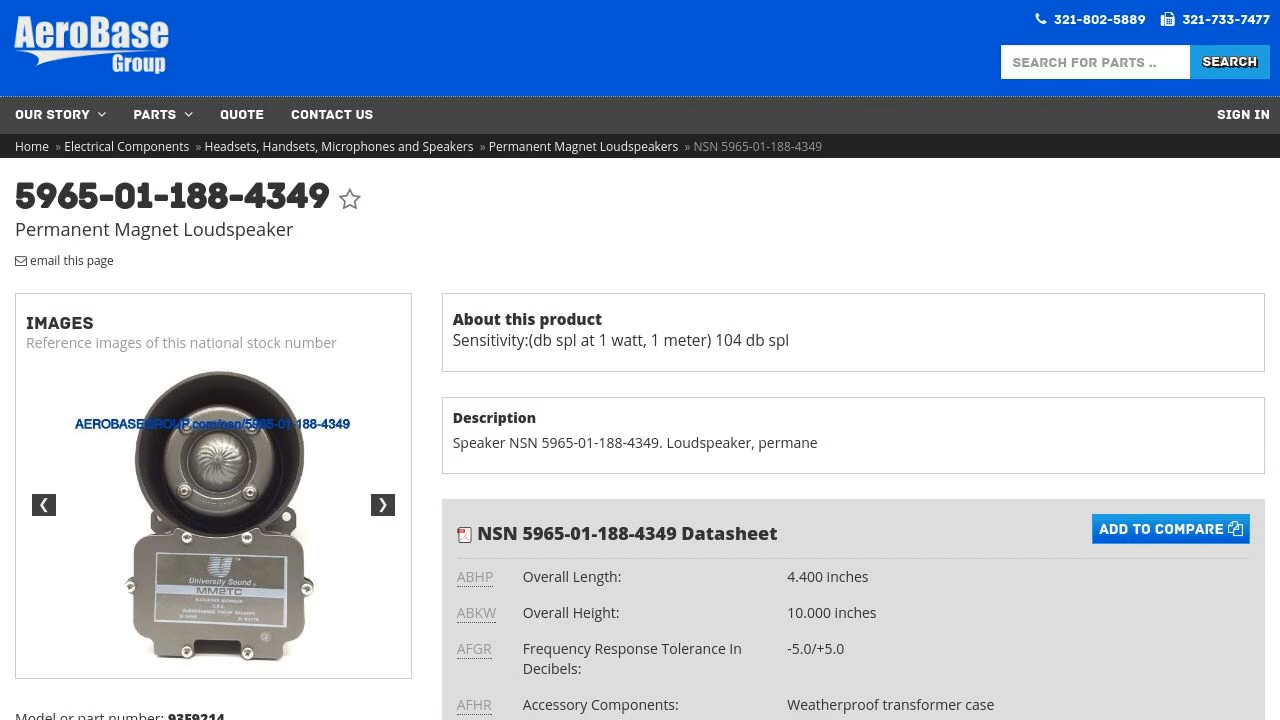 AeroBase
Group
321-802-5889 321-733-7477
SEARCH FOR PARTS .. SEARCH
OUR STORY PARTS QUOTE CONTACT US SIGN IN
Home » Electrical Components » Headsets, Handsets, Microphones and Speakers » Permanent Magnet Loudspeakers » NSN 5965-01-188-4349
5965-01-188-4349
Permanent Magnet Loudspeaker
email this page
IMAGES
Reference images of this national stock number
AEROBASEGROUP.com/nsn/5965-01-188-4349
University Sound
MM2TC
BUCHANAN, MICHIGAN
U.S.A.
SUBMERGENCE PROOF SPEAKER
❮ ❯
Model or part number: 93F9214
About this product
Sensitivity:(db spl at 1 watt, 1 meter) 104 db spl
Description
Speaker NSN 5965-01-188-4349. Loudspeaker, permane
NSN 5965-01-188-4349 Datasheet
ADD TO COMPARE
ABHP Overall Length: 4.400 inches
ABKW Overall Height: 10.000 inches
AFGR Frequency Response Tolerance In -5.0/+5.0
Decibels:
AFHR Accessory Components: Weatherproof transformer case